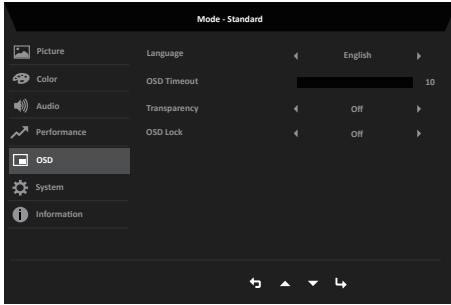 Mode - Standard
Picture
Language English
Color
OSD Timeout 10
Audio
Transparency Off
Performance
OSD Lock Off
OSD
System
Information